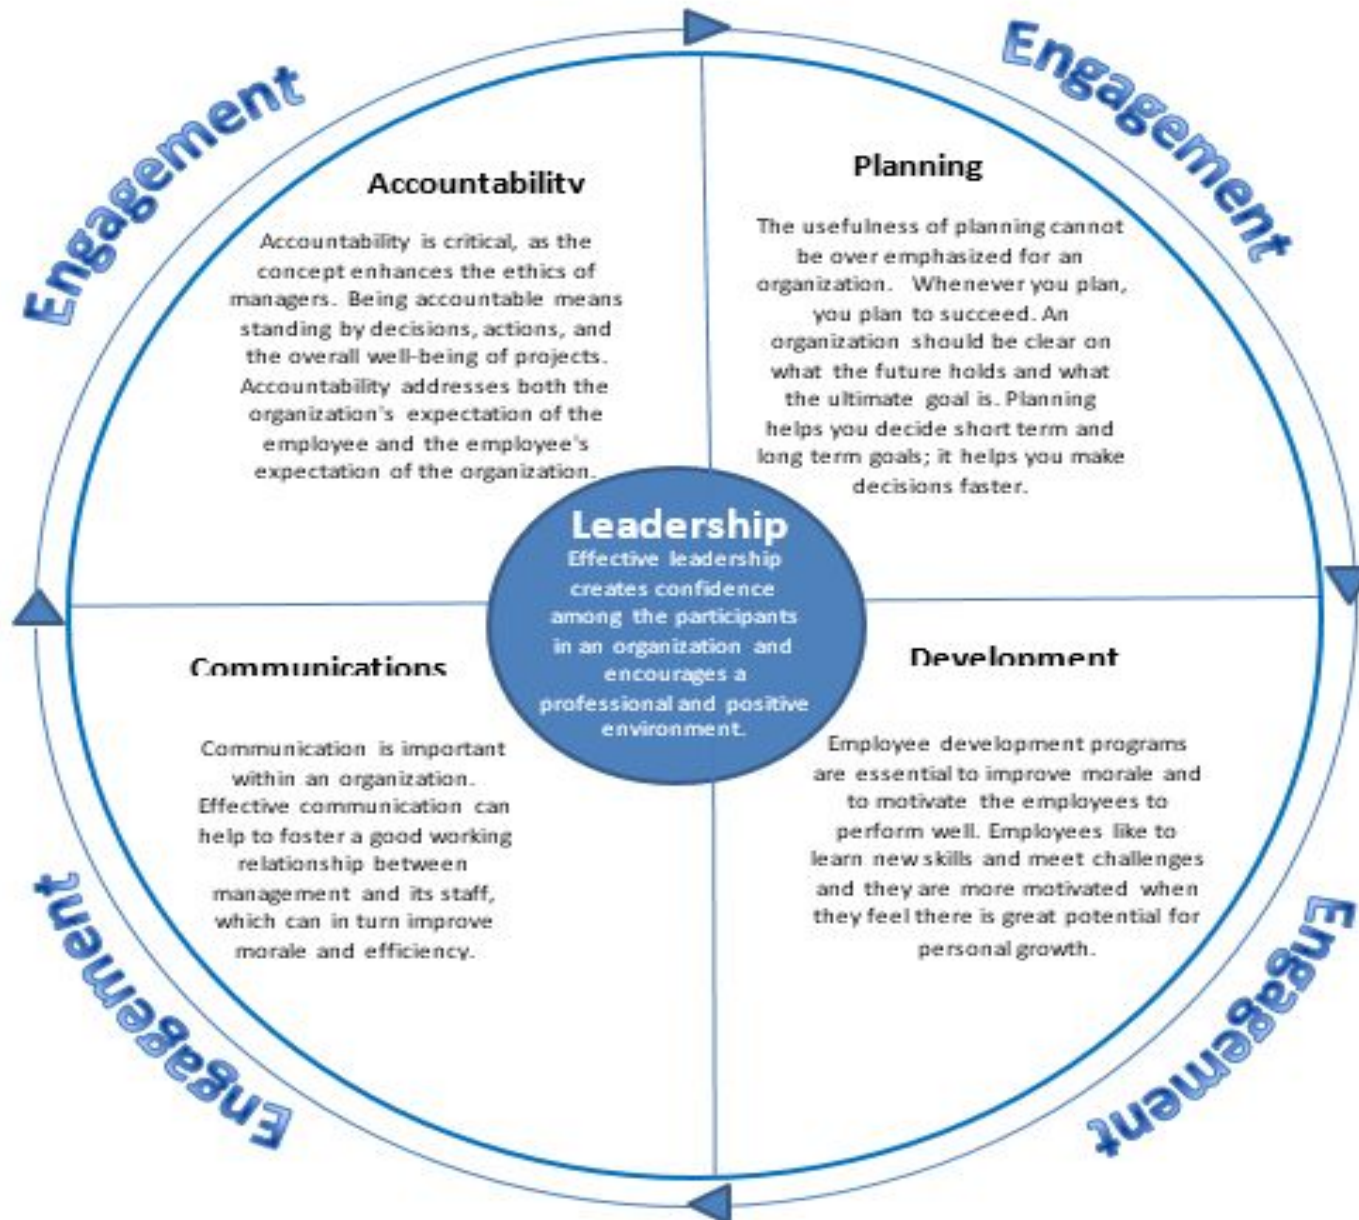 Engagement
Engagement
Accountability
Accountability is critical, as the
concept enhances the ethics of
managers. Being accountable means
standing by decisions, actions, and
the overall well-being of projects.
Accountability addresses both the
organization's expectation of the
employee and the employee's
expectation of the organization.
Planning
The usefulness of planning cannot
be over emphasized for an
organization. Whenever you plan,
you plan to succeed. An
organization should be clear on
what the future holds and what
the ultimate goal is. Planning
helps you decide short term and
long term goals; it helps you make
decisions faster.
Leadership
Effective leadership
creates confidence
among the participants
in an organization and
encourages a
professional and positive
environment.
Communications
Communication is important
within an organization.
Effective communication can
help to foster a good working
relationship between
management and its staff,
which can in turn improve
morale and efficiency.
Development
Employee development programs
are essential to improve morale and
to motivate the employees to
perform well. Employees like to
learn new skills and meet challenges
and they are more motivated when
they feel there is great potential for
personal growth.
Engagement
Engagement